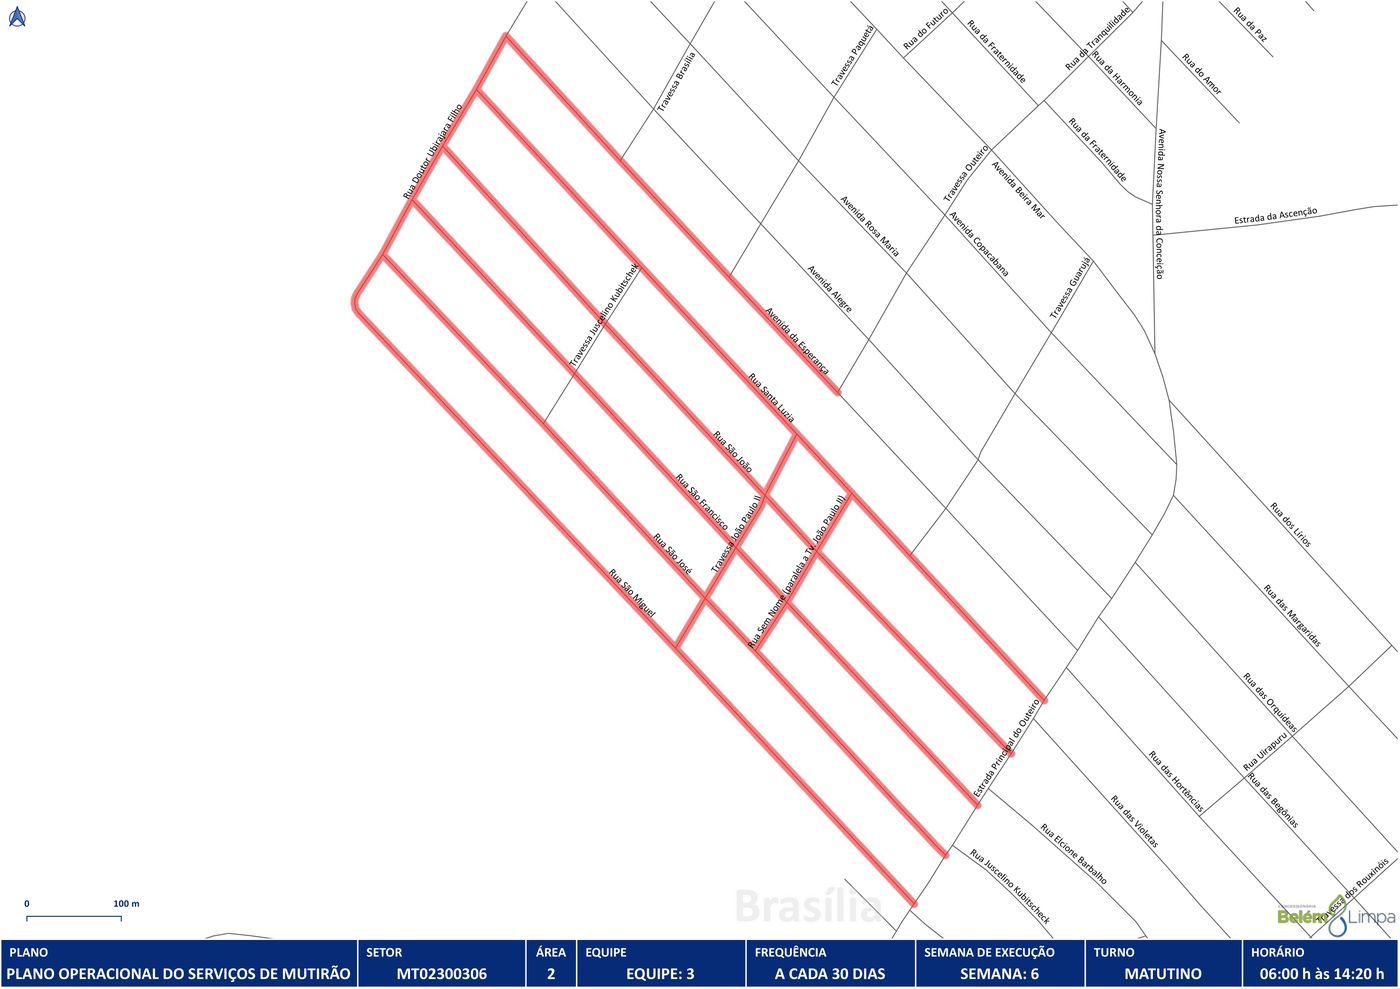 Rua do Futuro
Rua da Fraternidade
Rua da Tranquilidade
Rua da Harmonia
Rua da Paz
Rua do Amor
Travessa Brasília
Travessa Paquetá
Rua Doutor Ubirajara Filho
Rua da Fraternidade
Avenida Nossa Senhora da Conceição
Estrada da Ascenção
Travessa Outeiro
Avenida Beira Mar
Avenida Rosa Maria
Avenida Copacabana
Avenida Alegre
Travessa Guarujá
Travessa Juscelino Kubitschek
Avenida da Esperança
Rua Santa Luzia
Rua São João
Rua São Francisco
Rua São José
Rua São Miguel
Travessa João Paulo II
Rua Sem Nome (paralela a Tv. João Paulo II)
Rua dos Lírios
Rua das Margaridas
Rua das Orquídeas
Rua Uirapuru
Rua das Hortências
Rua das Begônias
Rua das Violetas
Estrada Principal do Outeiro
Rua Elcione Barbalho
Rua Juscelino Kubitscheck
dos Rouxinóis
Brasília
0 100 m
CONCESSIONÁRIA
Belém Limpa
PLANO
PLANO OPERACIONAL DO SERVIÇOS DE MUTIRÃO
SETOR
MT02300306
ÁREA
2
EQUIPE
EQUIPE: 3
FREQUÊNCIA
A CADA 30 DIAS
SEMANA DE EXECUÇÃO
SEMANA: 6
TURNO
MATUTINO
HORÁRIO
06:00 h às 14:20 h